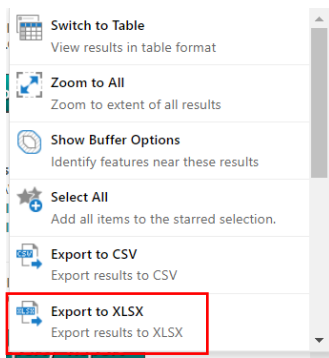 Switch to Table
View results in table format
Zoom to All
Zoom to extent of all results
Show Buffer Options
Identify features near these results
Select All
Add all items to the starred selection.
CSV
Export to CSV
Export results to CSV
XLSX
Export to XLSX
Export results to XLSX